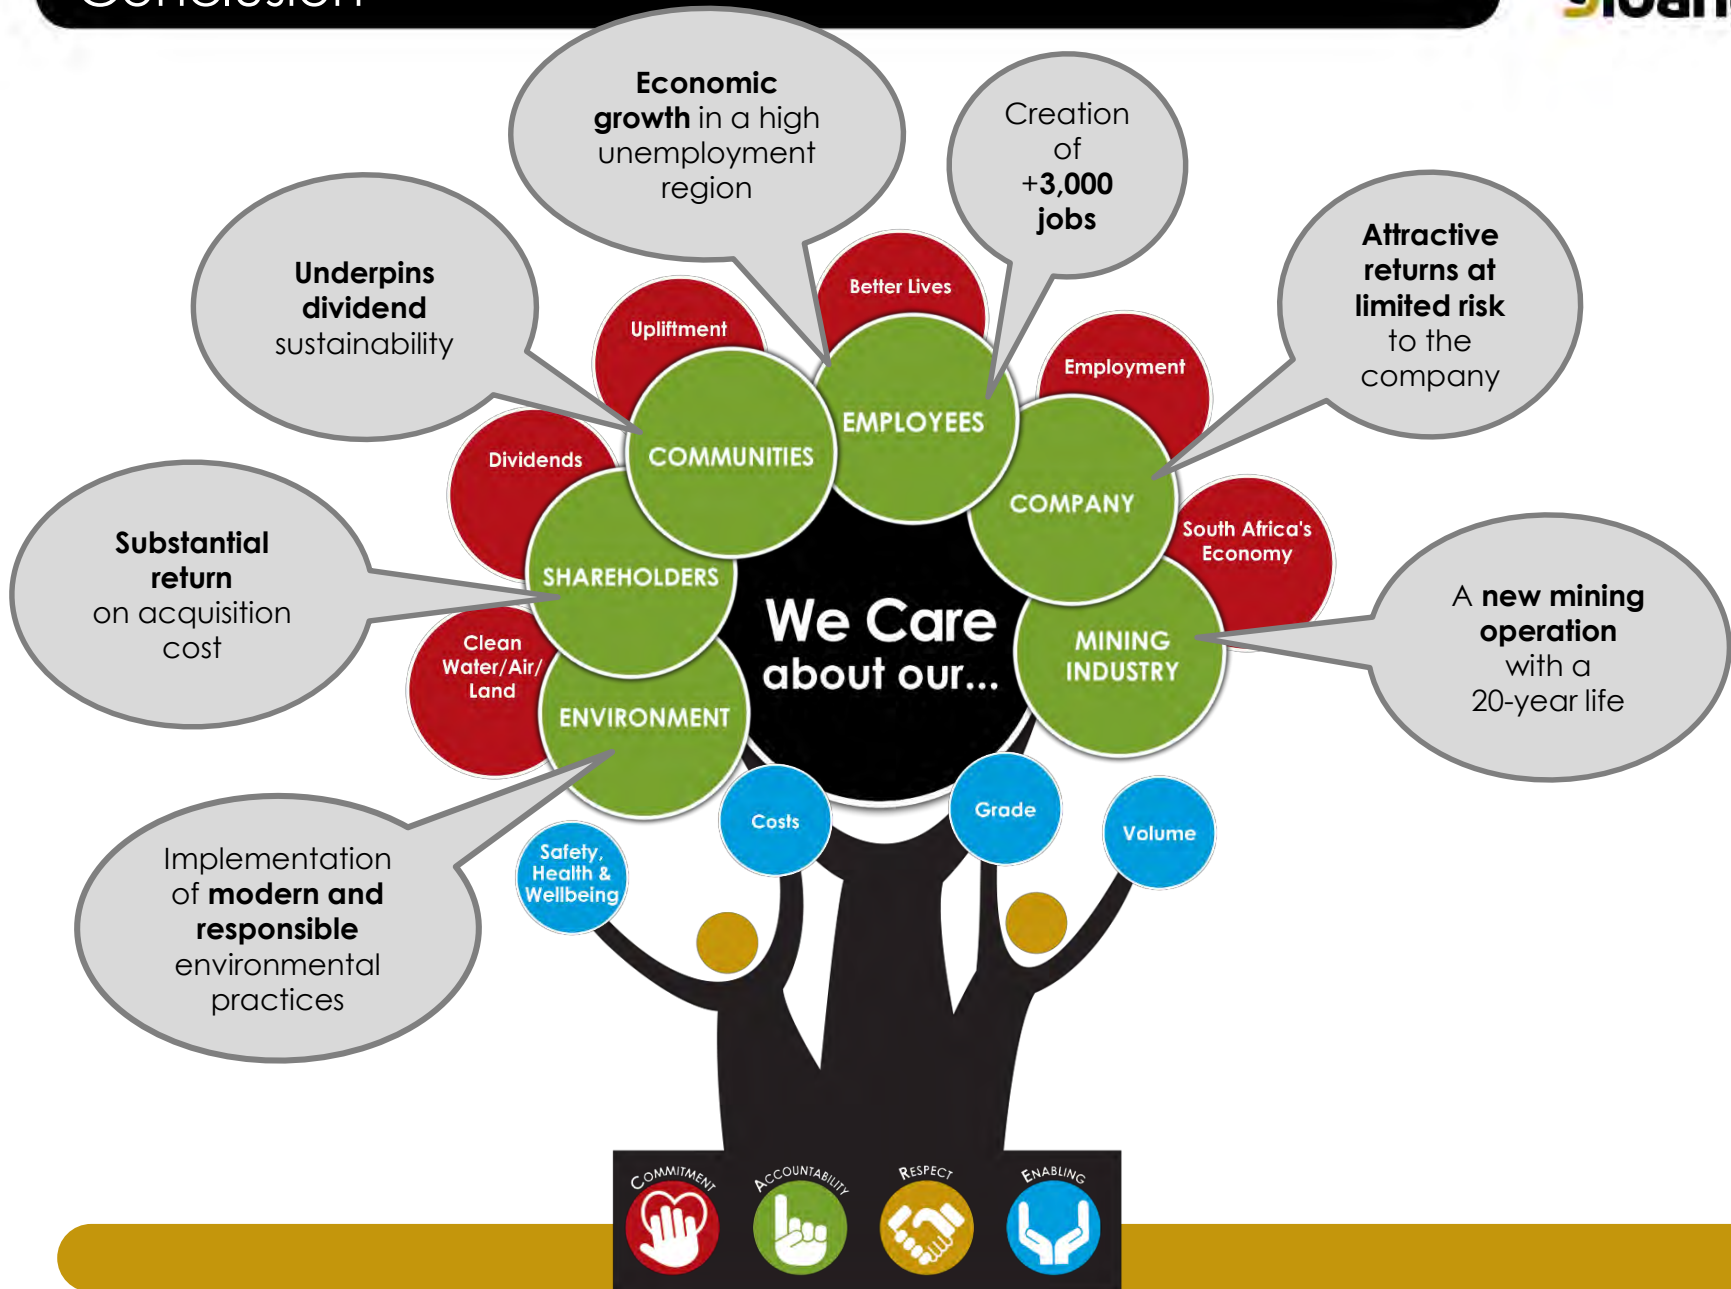 Conclusion
Economic
growth in a high
unemployment
region
Creation
of
+3,000
jobs
Underpins
dividend
sustainability
Attractive
returns at
limited risk
to the
company
Better Lives
Upliftment
Employment
EMPLOYEES
COMMUNITIES
Dividends
COMPANY
South Africa's
Economy
Substantial
return
on acquisition
cost
SHAREHOLDERS
We Care
about our...
A new mining
operation
with a
20-year life
MINING
INDUSTRY
Clean
Water/Air/
Land
ENVIRONMENT
Costs
Grade
Volume
Safety,
Health &
Wellbeing
Implementation
of modern and
responsible
environmental
practices
COMMITMENT
ACCOUNTABILITY
RESPECT
ENABLING